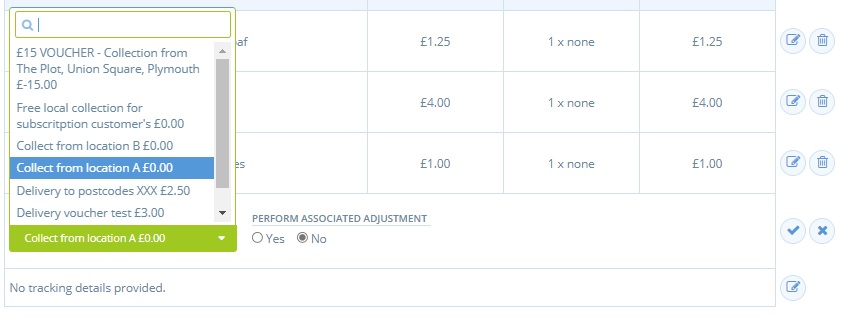 £15 VOUCHER - Collection from
The Plot, Union Square, Plymouth
£-15.00
Free local collection for
subscritption customer's £0.00
Collect from location B £0.00
Collect from location A £0.00
Delivery to postcodes XXX £2.50
Delivery voucher test £3.00
Collect from location A £0.00
af £1.25 1 x none £1.25
£4.00 1 x none £4.00
es £1.00 1 x none £1.00
PERFORM ASSOCIATED ADJUSTMENT
Yes No
No tracking details provided.